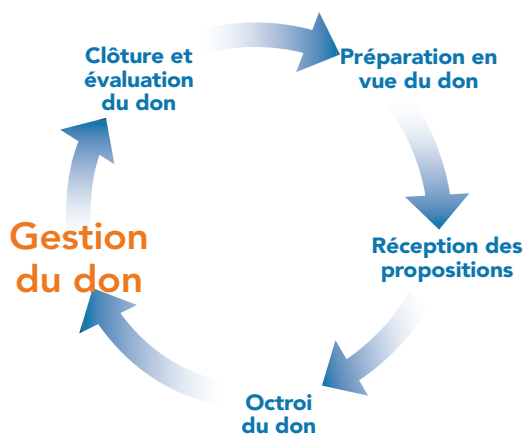 Clôture et
évaluation
du don
Préparation en
vue du don
Réception des
propositions
Octroi
du don
Gestion
du don